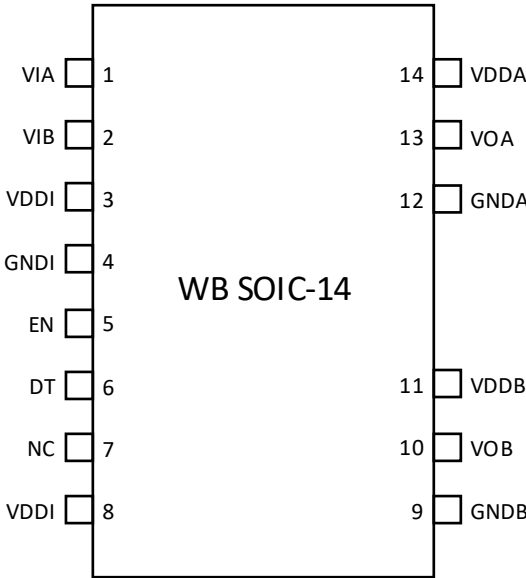 VIA 1 14 VDDA
VIB 2 13 VOA
VDDI 3 12 GNDA
GNDI 4
WB SOIC-14
EN 5
DT 6 11 VDDB
NC 7 10 VOB
VDDI 8 9 GNDB